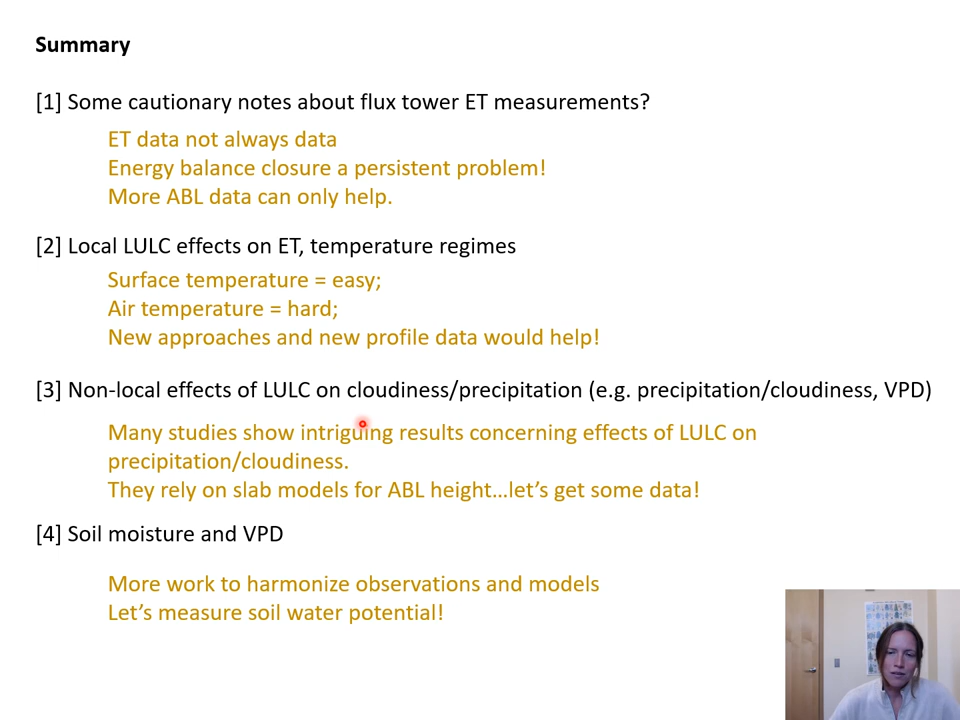 Summary
[1] Some cautionary notes about flux tower ET measurements?
ET data not always data
Energy balance closure a persistent problem!
More ABL data can only help.
[2] Local LULC effects on ET, temperature regimes
Surface temperature = easy;
Air temperature = hard;
New approaches and new profile data would help!
[3] Non-local effects of LULC on cloudiness/precipitation (e.g. precipitation/cloudiness, VPD)
Many studies show intriguing results concerning effects of LULC on
precipitation/cloudiness.
They rely on slab models for ABL height…let’s get some data!
[4] Soil moisture and VPD
More work to harmonize observations and models
Let’s measure soil water potential!